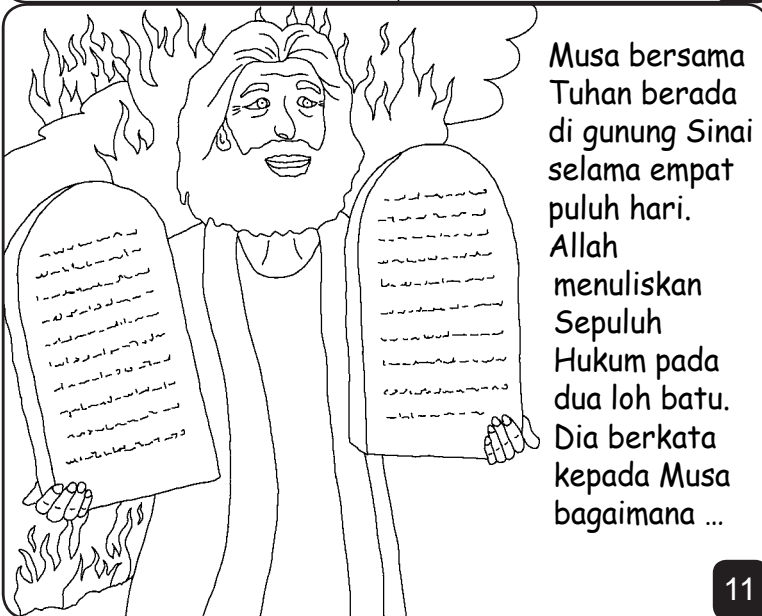 Musa bersama
Tuhan berada
di gunung Sinai
selama empat
puluh hari.
Allah
menuliskan
Sepuluh
Hukum pada
dua loh batu.
Dia berkata
kepada Musa
bagaimana ...
11